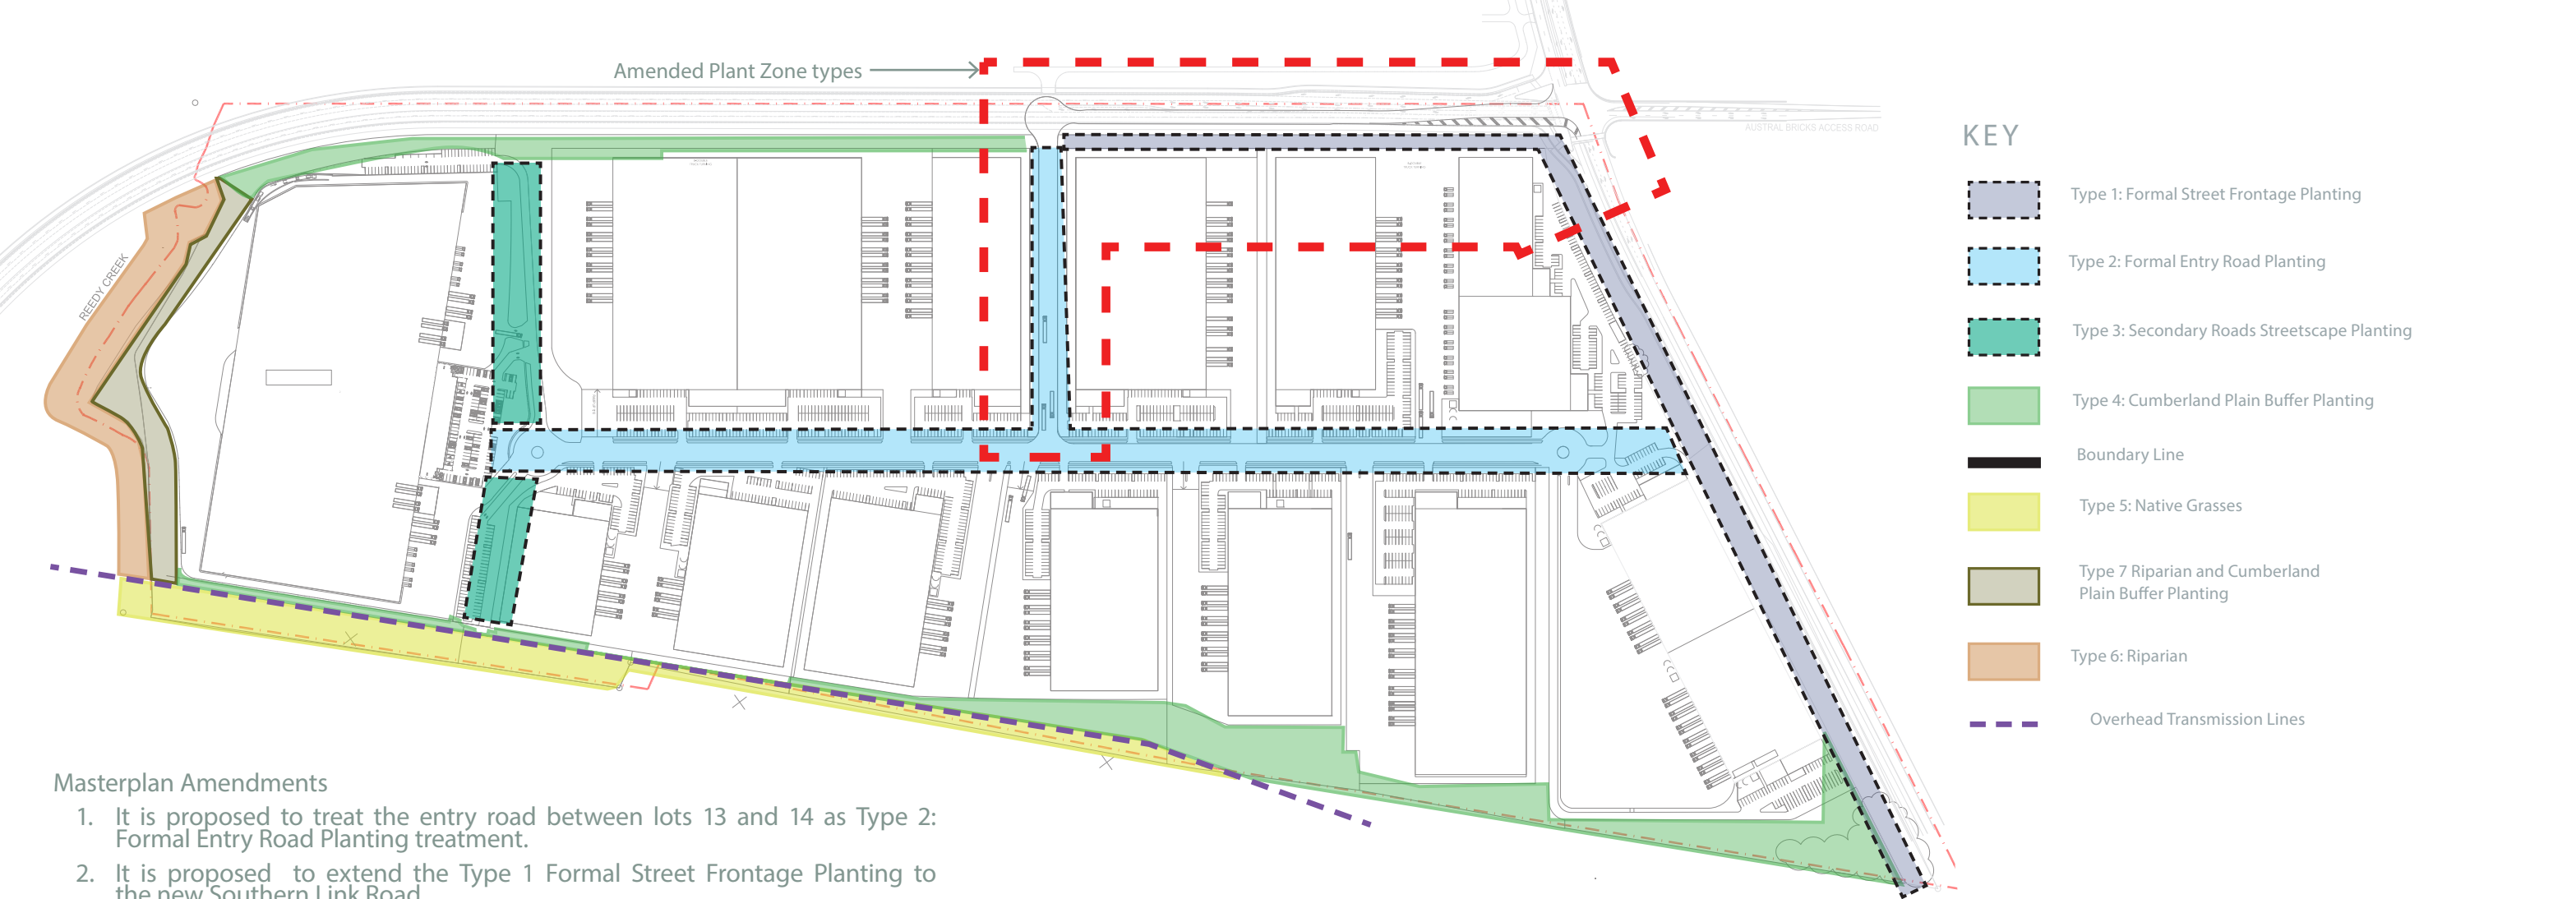 Amended Plant Zone types
AUSTRAL BRICKS ACCESS ROAD
REEDY CREEK
KEY
Type 1: Formal Street Frontage Planting
Type 2: Formal Entry Road Planting
Type 3: Secondary Roads Streetscape Planting
Type 4: Cumberland Plain Buffer Planting
Boundary Line
Type 5: Native Grasses
Type 7 Riparian and Cumberland
Plain Buffer Planting
Type 6: Riparian
Overhead Transmission Lines
Masterplan Amendments
1. It is proposed to treat the entry road between lots 13 and 14 as Type 2:
Formal Entry Road Planting treatment.
2. It is proposed to extend the Type 1 Formal Street Frontage Planting to
the new Southern Link Road